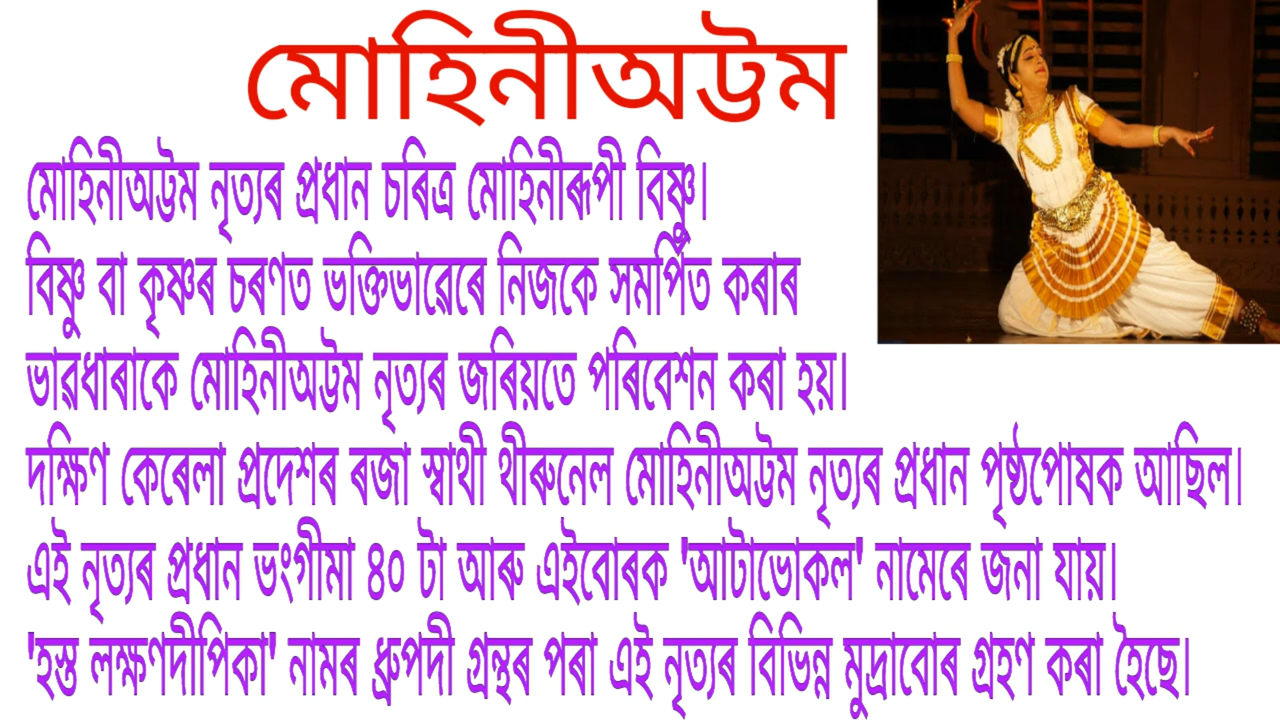 মোহিনীঅট্টম
মোহিনীঅট্টম নৃত্যৰ প্ৰধান চৰিত্ৰ মোহিনীৰূপী বিষ্ণু।
বিষ্ণু বা কৃষ্ণৰ চৰণত ভক্তিভাৱেৰে নিজকে সমৰ্পিত কৰাৰ
ভাৱধাৰাকে মোহিনীঅট্টম নৃত্যৰ জৰিয়তে পৰিবেশন কৰা হয়।
দক্ষিণ কেৰেলা প্ৰদেশৰ ৰজা স্বাথী থীৰুনেল মোহিনীঅট্টম নৃত্যৰ প্ৰধান পৃষ্ঠপোষক আছিল।
এই নৃত্যৰ প্ৰধান ভংগীমা ৪০ টা আৰু এইবোৰক 'আটাভোকল' নামেৰে জনা যায়।
'হস্ত লক্ষণদীপিকা' নামৰ ধ্ৰুপদী গ্ৰন্থৰ পৰা এই নৃত্যৰ বিভিন্ন মুদ্ৰাবোৰ গ্ৰহণ কৰা হৈছে।